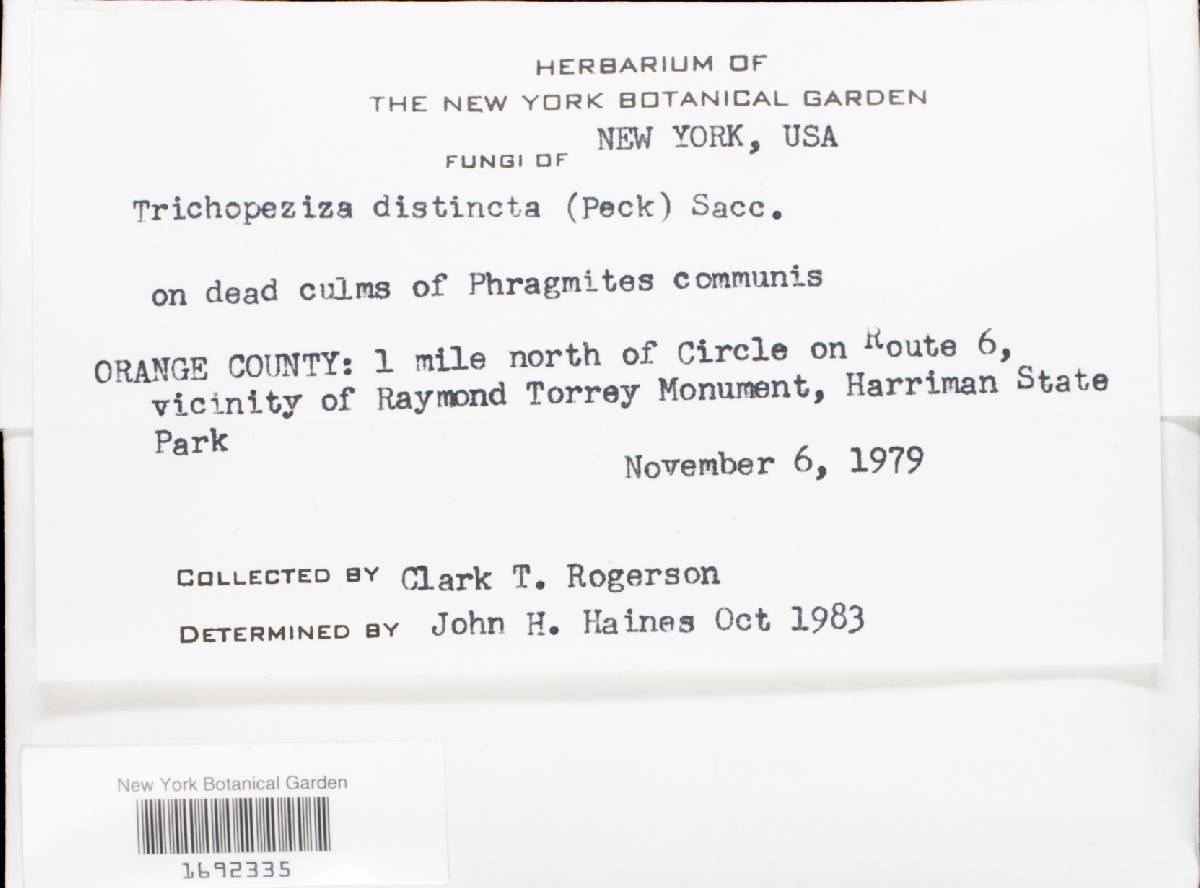 HERBARIUM OF
THE NEW YORK BOTANICAL GARDEN
FUNGI OF NEW YORK, USA
Trichopeziza distincta (Peck) Sacc.
on dead culms of Phragmites communis
ORANGE COUNTY: 1 mile north of Circle on Route 6,
vicinity of Raymond Torrey Monument, Harriman State
Park
November 6, 1979
COLLECTED BY Clark T. Rogerson
DETERMINED BY John H. Haines Oct 1983
New York Botanical Garden
1692335